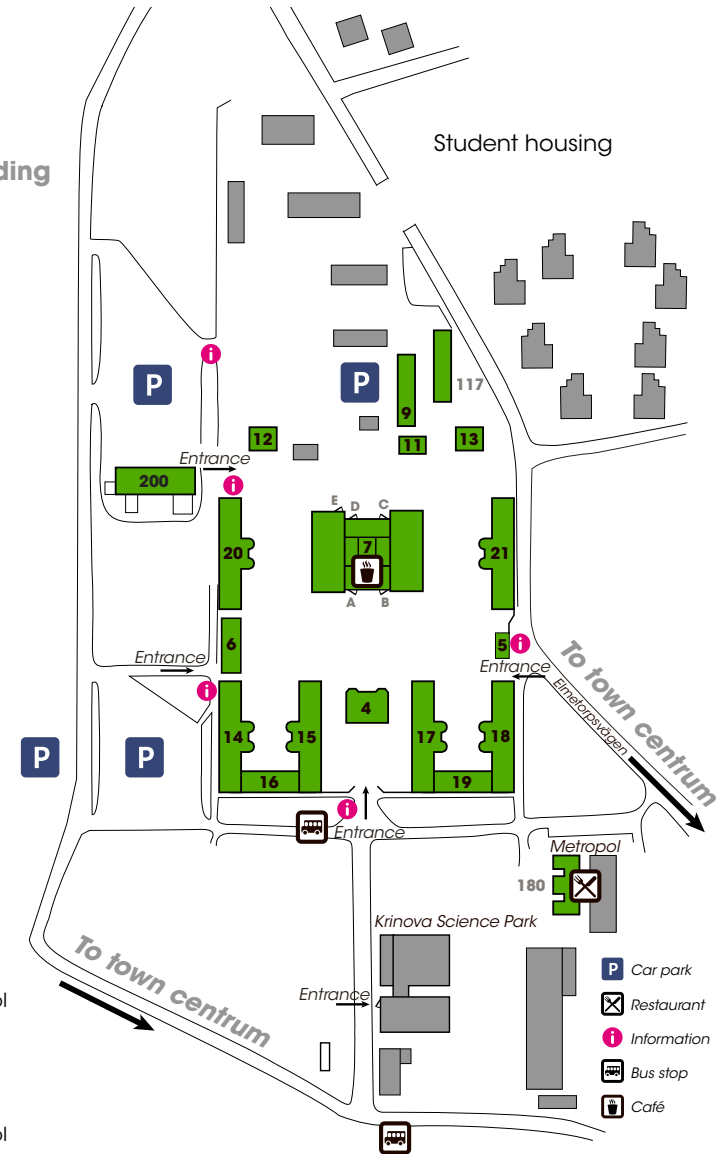 Student housing
ding
117
9
12
11
13
Entrance
200
E
D
C
20
7
21
A
B
6
5
Entrance
Entrance
To town centrum
Elmetorpsvägen
4
14
15
17
18
16
19
Entrance
Metropol
180
Krinova Science Park
To town centrum
Entrance
ol
ol
P
P
P
P
i
i
i
i
i
P Car park
Restaurant
i Information
Bus stop
Café